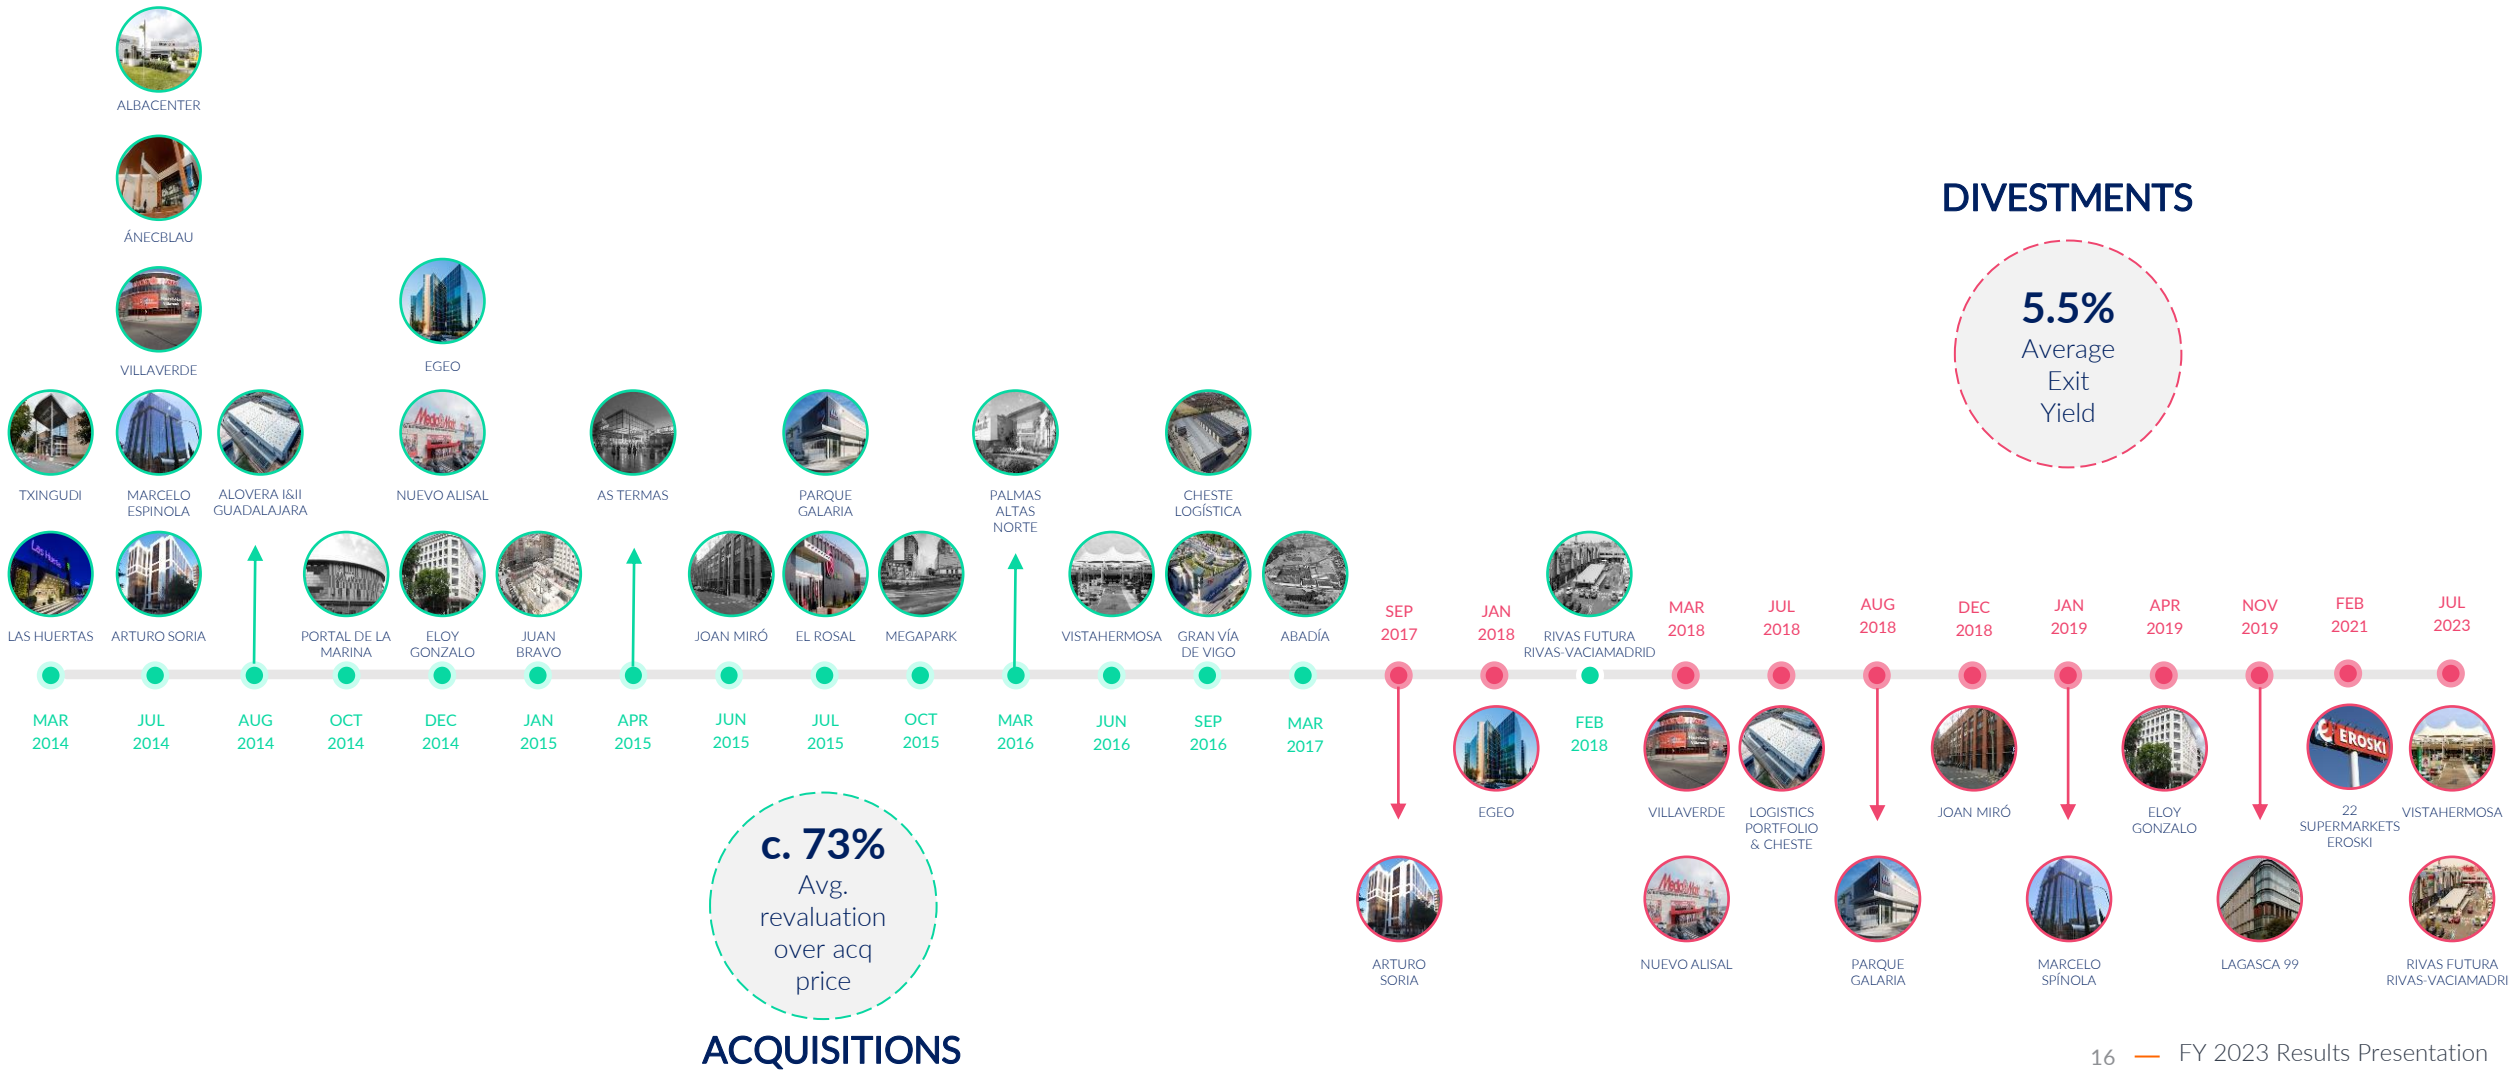 ALBACENTER
ÁNECBLAU
VILLAVERDE
EGEO
TXINGUDI
MARCELO
ESPINOLA
ALOVERA I&II
GUADALAJARA
NUEVO ALISAL
AS TERMAS
PARQUE
GALARIA
PALMAS
ALTAS
NORTE
CHESTE
LOGÍSTICA
LAS HUERTAS
ARTURO SORIA
PORTAL DE LA
MARINA
ELOY
GONZALO
JUAN
BRAVO
JOAN MIRÓ
EL ROSAL
MEGAPARK
VISTAHERMOSA
GRAN VÍA
DE VIGO
ABADÍA
RIVAS FUTURA
RIVAS-VACIAMADRID
MAR
2014
JUL
2014
AUG
2014
OCT
2014
DEC
2014
JAN
2015
APR
2015
JUN
2015
JUL
2015
OCT
2015
MAR
2016
JUN
2016
SEP
2016
MAR
2017
FEB
2018
c. 73%
Avg.
revaluation
over acq
price
ACQUISITIONS
DIVESTMENTS
5.5%
Average
Exit
Yield
SEP
2017
JAN
2018
MAR
2018
JUL
2018
AUG
2018
DEC
2018
JAN
2019
APR
2019
NOV
2019
FEB
2021
JUL
2023
EROSKI
EGEO
VILLAVERDE
LOGISTICS
PORTFOLIO
& CHESTE
JOAN MIRÓ
ELOY
GONZALO
22
SUPERMARKETS
EROSKI
VISTAHERMOSA
ARTURO
SORIA
NUEVO ALISAL
PARQUE
GALARIA
MARCELO
SPÍNOLA
LAGASCA 99
RIVAS FUTURA
RIVAS-VACIAMADRI
16
FY 2023 Results Presentation